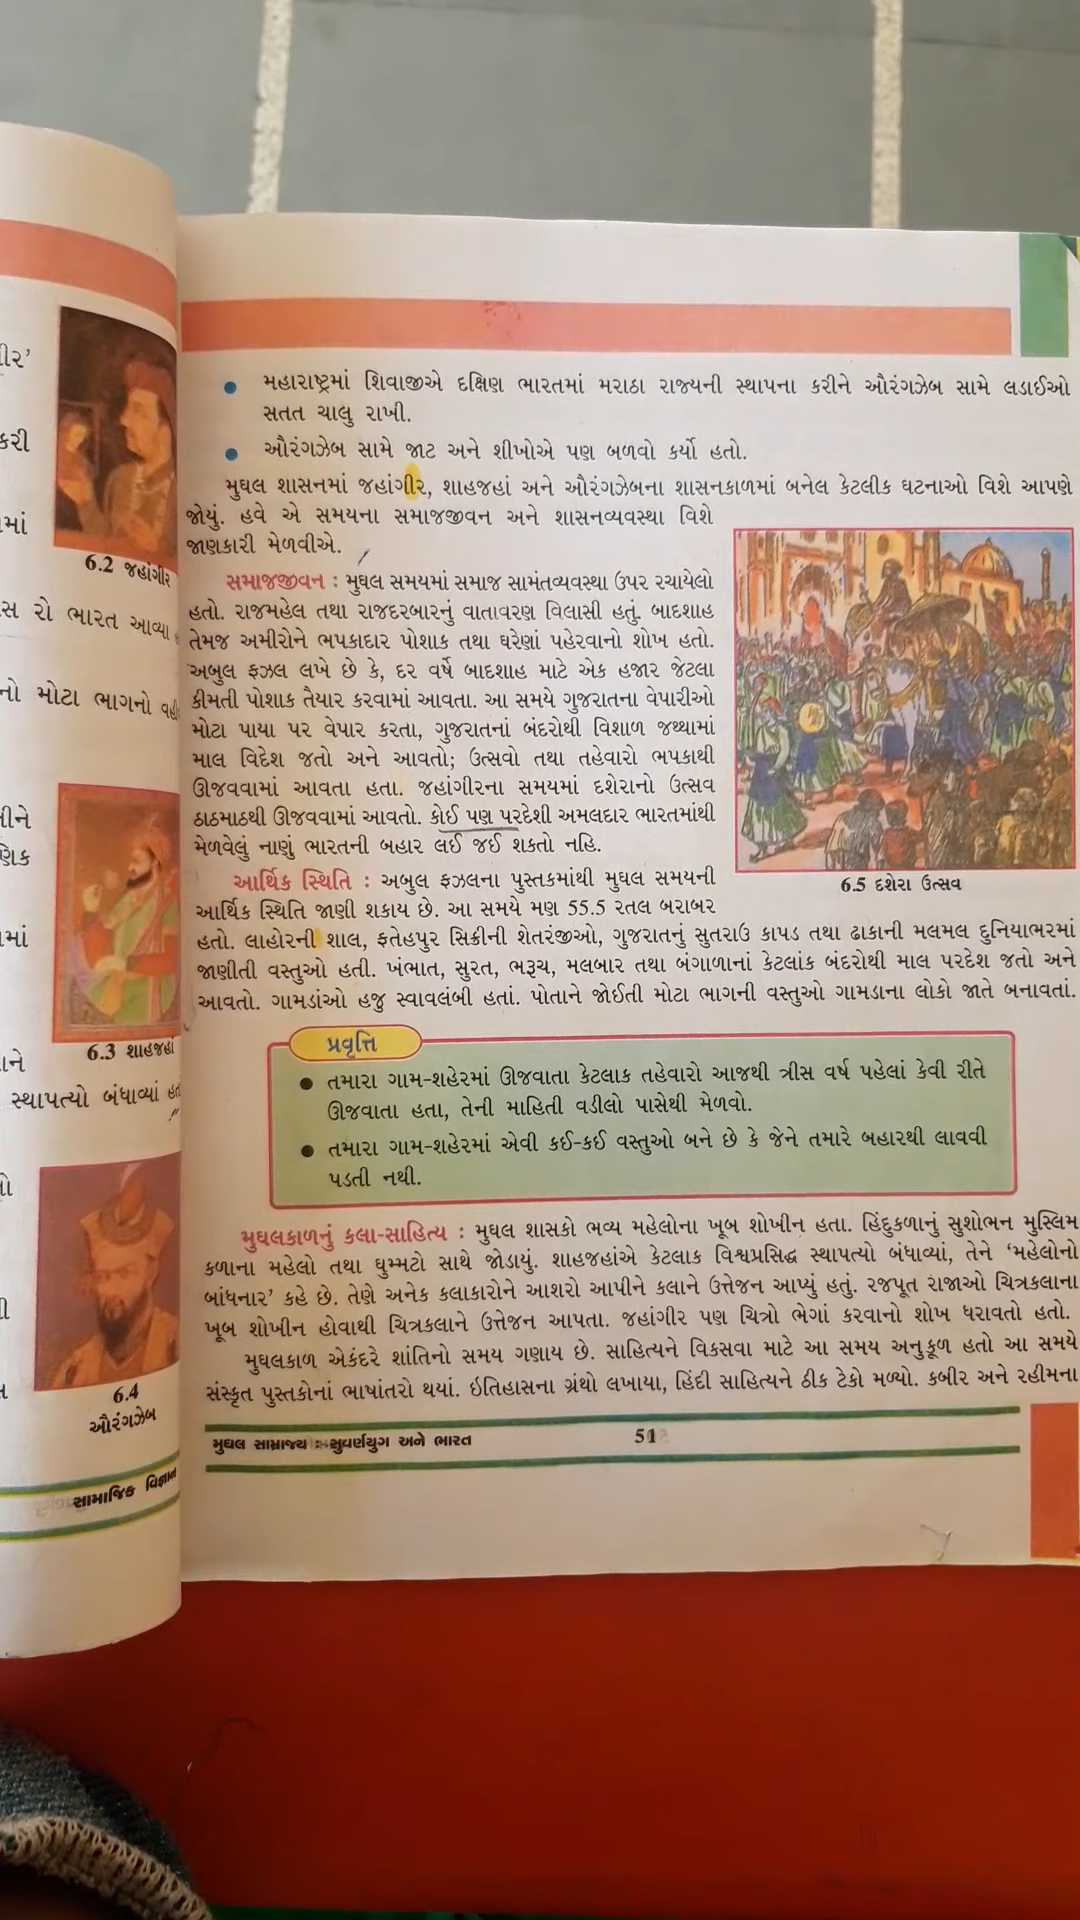 ીર'
કરી
માં
6.2 જહાંગીર
સ રો ભારત આવ્યા
નો મોટા ભાગનો
ીને
ણિક
માં
6.3 શાહજહાં
ાને
સ્થાપત્યો બંધાવ્યાં
6.4
ઔરંગઝેબ
સામાજિક વિજ્ઞાન
• મહારાષ્ટ્રમાં શિવાજીએ દક્ષિણ ભારતમાં મરાઠા રાજ્યની સ્થાપના કરીને ઔરંગઝેબ સામે લડાઈઓ
સતત ચાલુ રાખી.
• ઔરંગઝેબ સામે જાટ અને શીખોએ પણ બળવો કર્યો હતો.
મુઘલ શાસનમાં જહાંગીર, શાહજહાં અને ઔરંગઝેબના શાસનકાળમાં બનેલ કેટલીક ઘટનાઓ વિશે આપણે
જોયું. હવે એ સમયના સમાજજીવન અને શાસનવ્યવસ્થા વિશે
જાણકારી મેળવીએ.
સમાજજીવન : મુઘલ સમયમાં સમાજ સામંતવ્યવસ્થા ઉપર રચાયેલો
હતો. રાજમહેલ તથા રાજદરબારનું વાતાવરણ વિલાસી હતું. બાદશાહ
તેમજ અમીરોને ભપકાદાર પોશાક તથા ઘરેણાં પહેરવાનો શોખ હતો.
અબુલ ફઝલ લખે છે કે, દર વર્ષે બાદશાહ માટે એક હજાર જેટલા
કીમતી પોશાક તૈયાર કરવામાં આવતા. આ સમયે ગુજરાતના વેપારીઓ
મોટા પાયા પર વેપાર કરતા, ગુજરાતનાં બંદરોથી વિશાળ જથ્થામાં
માલ વિદેશ જતો અને આવતો; ઉત્સવો તથા તહેવારો ભપકાથી
ઊજવવામાં આવતા હતા. જહાંગીરના સમયમાં દશેરાનો ઉત્સવ
ઠાઠમાઠથી ઊજવવામાં આવતો. કોઈ પણ પરદેશી અમલદાર ભારતમાંથી
મેળવેલું નાણું ભારતની બહાર લઈ જઈ શકતો નહિ.
6.5 દશેરા ઉત્સવ
આર્થિક સ્થિતિ : અબુલ ફઝલના પુસ્તકમાંથી મુઘલ સમયની
આર્થિક સ્થિતિ જાણી શકાય છે. આ સમયે મણ 55.5 રતલ બરાબર
હતો. લાહોરની શાલ, ફતેહપુર સિક્રીની શેતરંજીઓ, ગુજરાતનું સુતરાઉ કાપડ તથા ઢાકાની મલમલ દુનિયાભરમાં
જાણીતી વસ્તુઓ હતી. ખંભાત, સુરત, ભરૂચ, મલબાર તથા બંગાળાનાં કેટલાંક બંદરોથી માલ પરદેશ જતો અને
આવતો. ગામડાંઓ હજુ સ્વાવલંબી હતાં. પોતાને જોઈતી મોટા ભાગની વસ્તુઓ ગામડાના લોકો જાતે બનાવતાં.
પ્રવૃત્તિ
• તમારા ગામ-શહેરમાં ઊજવાતા કેટલાક તહેવારો આજથી ત્રીસ વર્ષ પહેલાં કેવી રીતે
ઊજવાતા હતા, તેની માહિતી વડીલો પાસેથી મેળવો.
• તમારા ગામ-શહેરમાં એવી કઈ-કઈ વસ્તુઓ બને છે કે જેને તમારે બહારથી લાવવી
પડતી નથી.
મુઘલકાળનું કલા-સાહિત્ય : મુઘલ શાસકો ભવ્ય મહેલોના ખૂબ શોખીન હતા. હિંદુકળાનું સુશોભન મુસ્લિમ
કળાના મહેલો તથા ઘુમ્મટો સાથે જોડાયું. શાહજહાંએ કેટલાક વિશ્વપ્રસિદ્ધ સ્થાપત્યો બંધાવ્યાં, તેને ‘મહેલોનો
બાંધનાર’ કહે છે. તેણે અનેક કલાકારોને આશરો આપીને કલાને ઉત્તેજન આપ્યું હતું. રજપૂત રાજાઓ ચિત્રકલાના
ખૂબ શોખીન હોવાથી ચિત્રકલાને ઉત્તેજન આપતા. જહાંગીર પણ ચિત્રો ભેગાં કરવાનો શોખ ધરાવતો હતો.
મુઘલકાળ એકંદરે શાંતિનો સમય ગણાય છે. સાહિત્યને વિકસવા માટે આ સમય અનુકૂળ હતો આ સમયે
સંસ્કૃત પુસ્તકોનાં ભાષાંતરો થયાં. ઇતિહાસના ગ્રંથો લખાયા, હિંદી સાહિત્યને ઠીક ટેકો મળ્યો. કબીર અને રહીમના
મુઘલ સામ્રાજ્ય : સુવર્ણયુગ અને ભારત
51